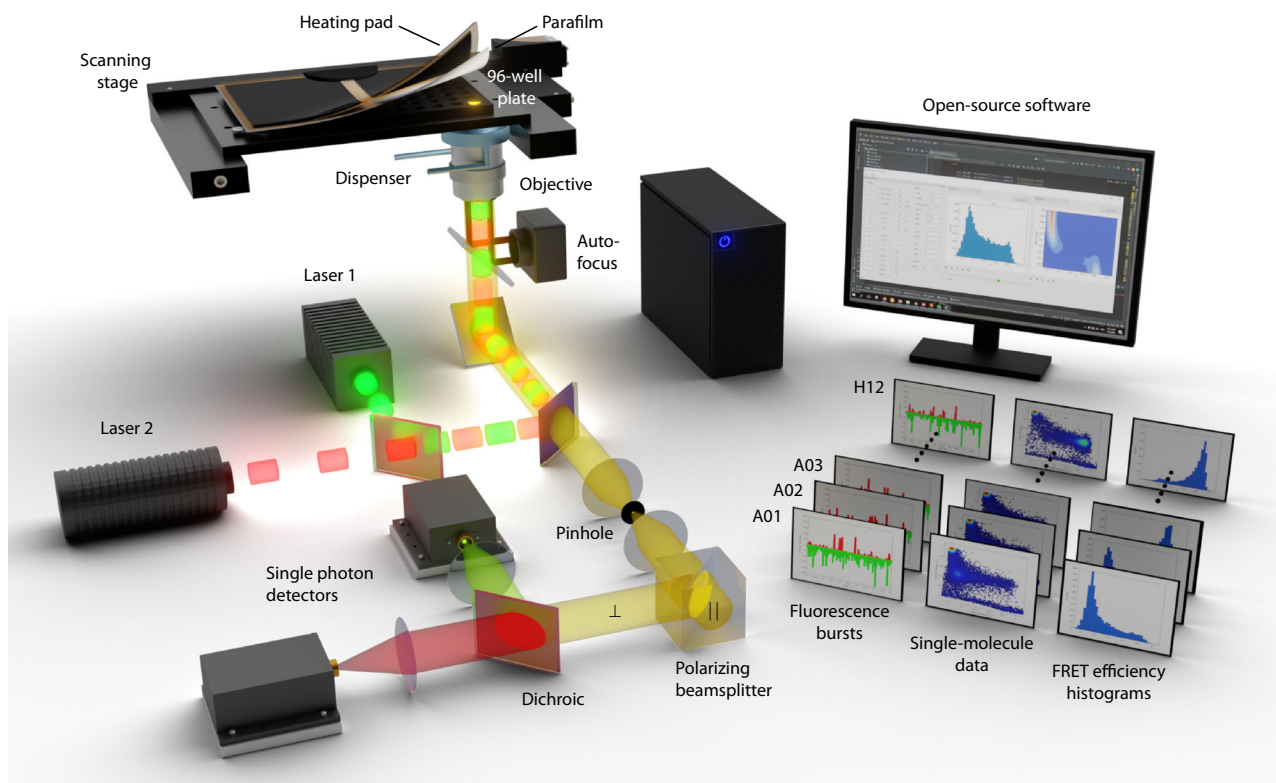 Heating pad
Parafilm
Scanning
stage
96-well
plate
Open-source software
Dispenser
Objective
Auto-
focus
Laser 1
Laser 2
H12
A03
A02
A01
Pinhole
Single photon
detectors
⊥
||
Fluorescence
bursts
Single-molecule
data
FRET efficiency
histograms
Polarizing
beamsplitter
Dichroic